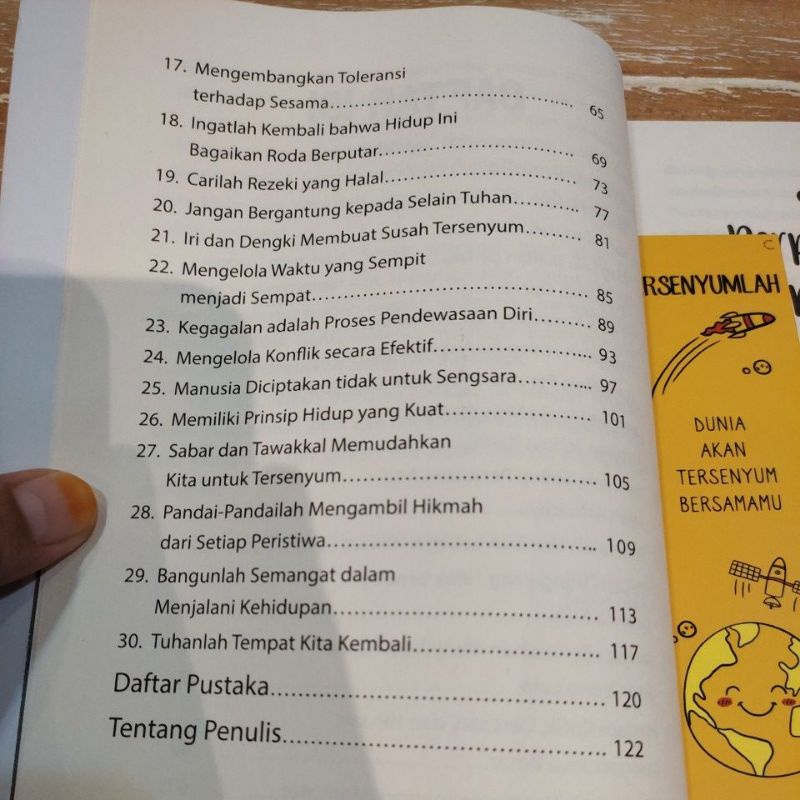 17. Mengembangkan Toleransi
terhadap Sesama........................................ 65
18. Ingatlah Kembali bahwa Hidup Ini
Bagaikan Roda Berputar................................ 69
19. Carilah Rezeki yang Halal............................... 73
20. Jangan Bergantung kepada Selain Tuhan........... 77
21. Iri dan Dengki Membuat Susah Tersenyum......... 81
22. Mengelola Waktu yang Sempit
menjadi Sempat............................................ 85
23. Kegagalan adalah Proses Pendewasaan Diri......... 89
24. Mengelola Konflik secara Efektif......................... 93
25. Manusia Diciptakan tidak untuk Sengsara............ 97
26. Memiliki Prinsip Hidup yang Kuat....................... 101
27. Sabar dan Tawakkal Memudahkan
Kita untuk Tersenyum...................................... 105
28. Pandai-Pandailah Mengambil Hikmah
dari Setiap Peristiwa........................................ 109
29. Bangunlah Semangat dalam
Menjalani Kehidupan....................................... 113
30. Tuhanlah Tempat Kita Kembali........................... 117
Daftar Pustaka.................................................. 120
Tentang Penulis................................................ 122
RSENYUMLAH
DUNIA
AKAN
TERSENYUM
BERSAMAMU